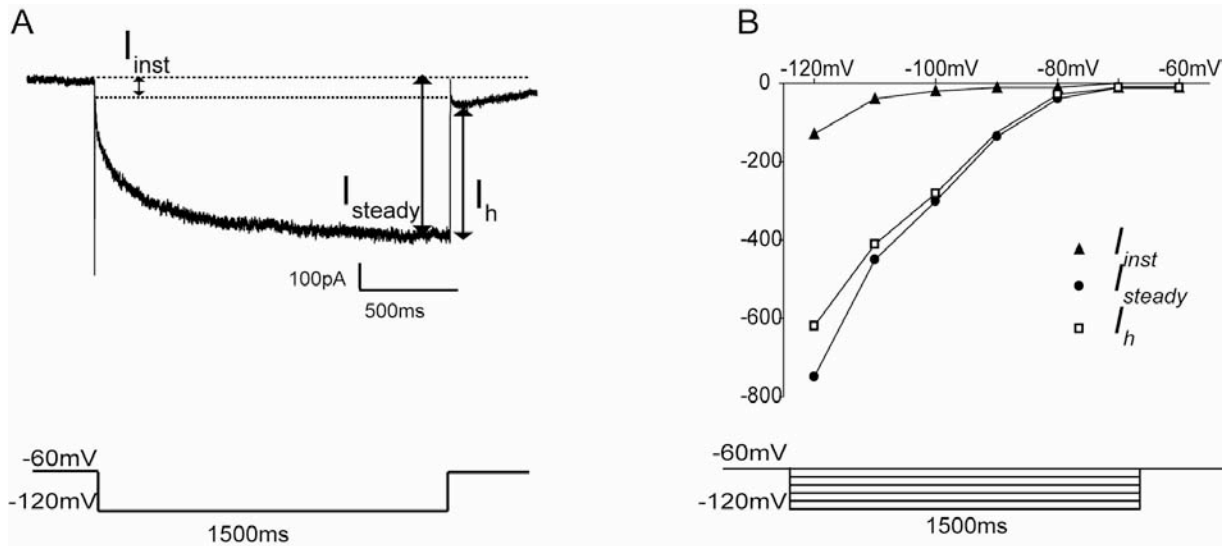 A
I inst
I steady
I h
100pA
500ms
-60mV
-120mV
1500ms
B
-120mV -100mV -80mV -60mV
0
-200
-400
-600
-800
I inst
I steady
I h
-60mV
-120mV
1500ms